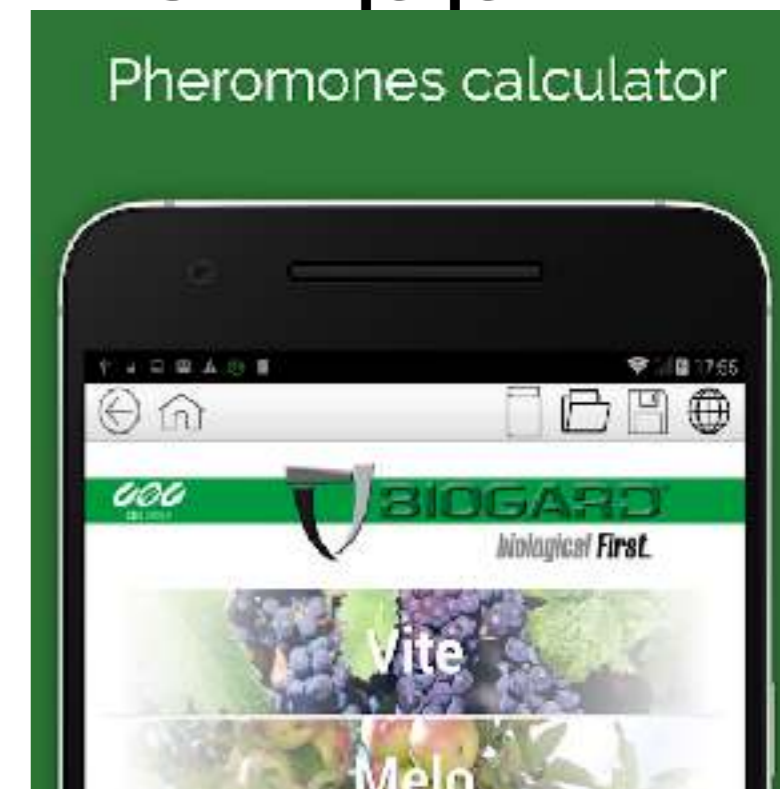 Pheromones calculator
17:55
BIOGARD
biological First.
Vite
Melo